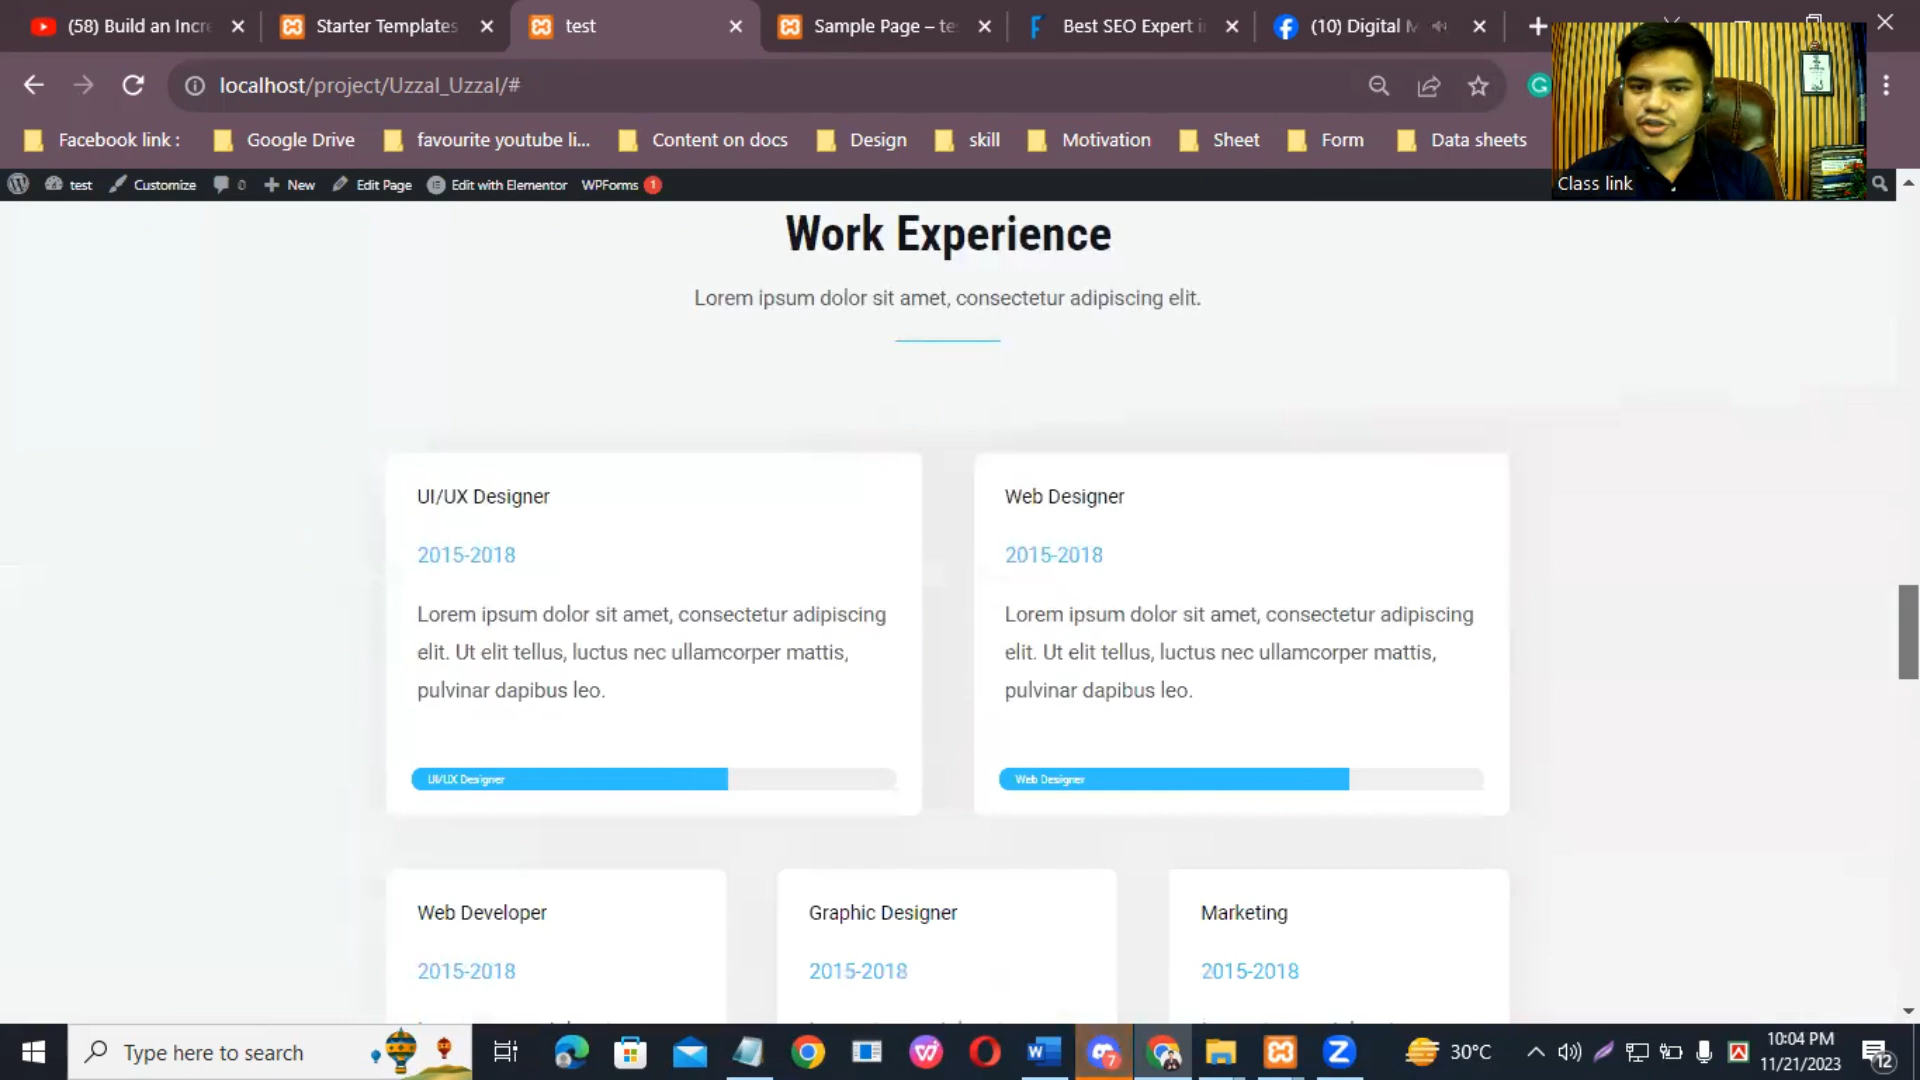 (58) Build an Incre
Starter Templates
test
Sample Page – te
Best SEO Expert i
(10) Digital M
localhost/project/Uzzal_Uzzal/#
Facebook link :
Google Drive
favourite youtube li...
Content on docs
Design
skill
Motivation
Sheet
Form
Data sheets
Class link
test
Customize
0
New
Edit Page
Edit with Elementor
WPForms 1
Work Experience
Lorem ipsum dolor sit amet, consectetur adipiscing elit.
UI/UX Designer
2015-2018
Lorem ipsum dolor sit amet, consectetur adipiscing
elit. Ut elit tellus, luctus nec ullamcorper mattis,
pulvinar dapibus leo.
UI/UX Designer
Web Designer
2015-2018
Lorem ipsum dolor sit amet, consectetur adipiscing
elit. Ut elit tellus, luctus nec ullamcorper mattis,
pulvinar dapibus leo.
Web Designer
Web Developer
2015-2018
Graphic Designer
2015-2018
Marketing
2015-2018
Type here to search
7
30°C
10:04 PM
11/21/2023
12